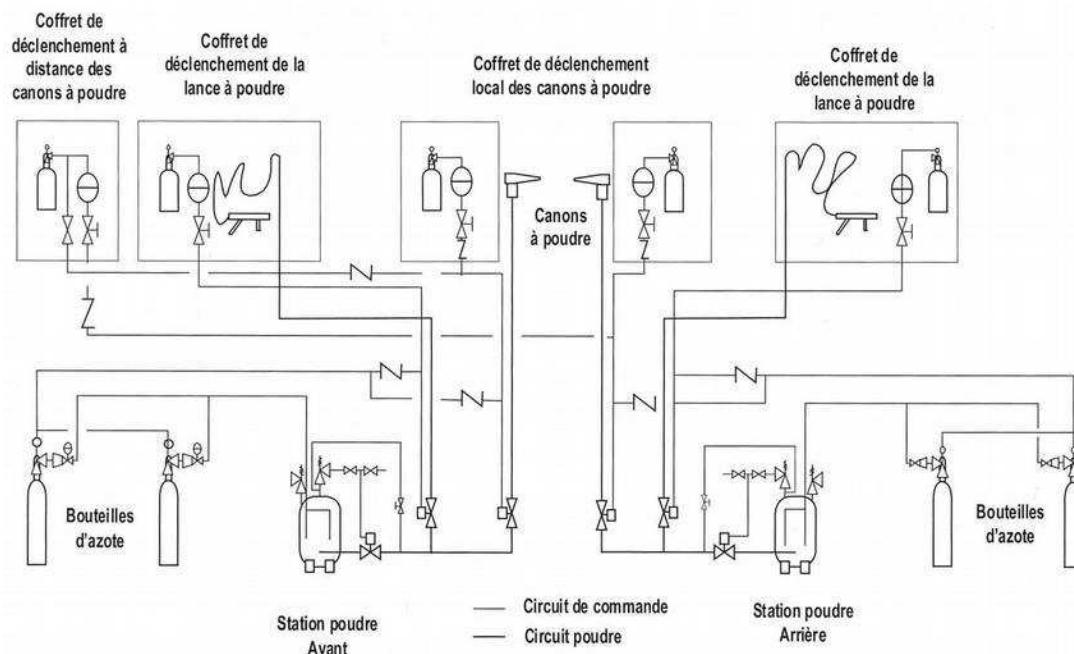 Coffret de
déclenchement à
distance des
canons à poudre
Coffret de
déclenchement de la
lance à poudre
Coffret de déclenchement
local des canons à poudre
Coffret de
déclenchement de la
lance à poudre
Canons
à poudre
Bouteilles
d'azote
Bouteilles
d'azote
Station poudre
Avant
Circuit de commande
Circuit poudre
Station poudre
Arrière